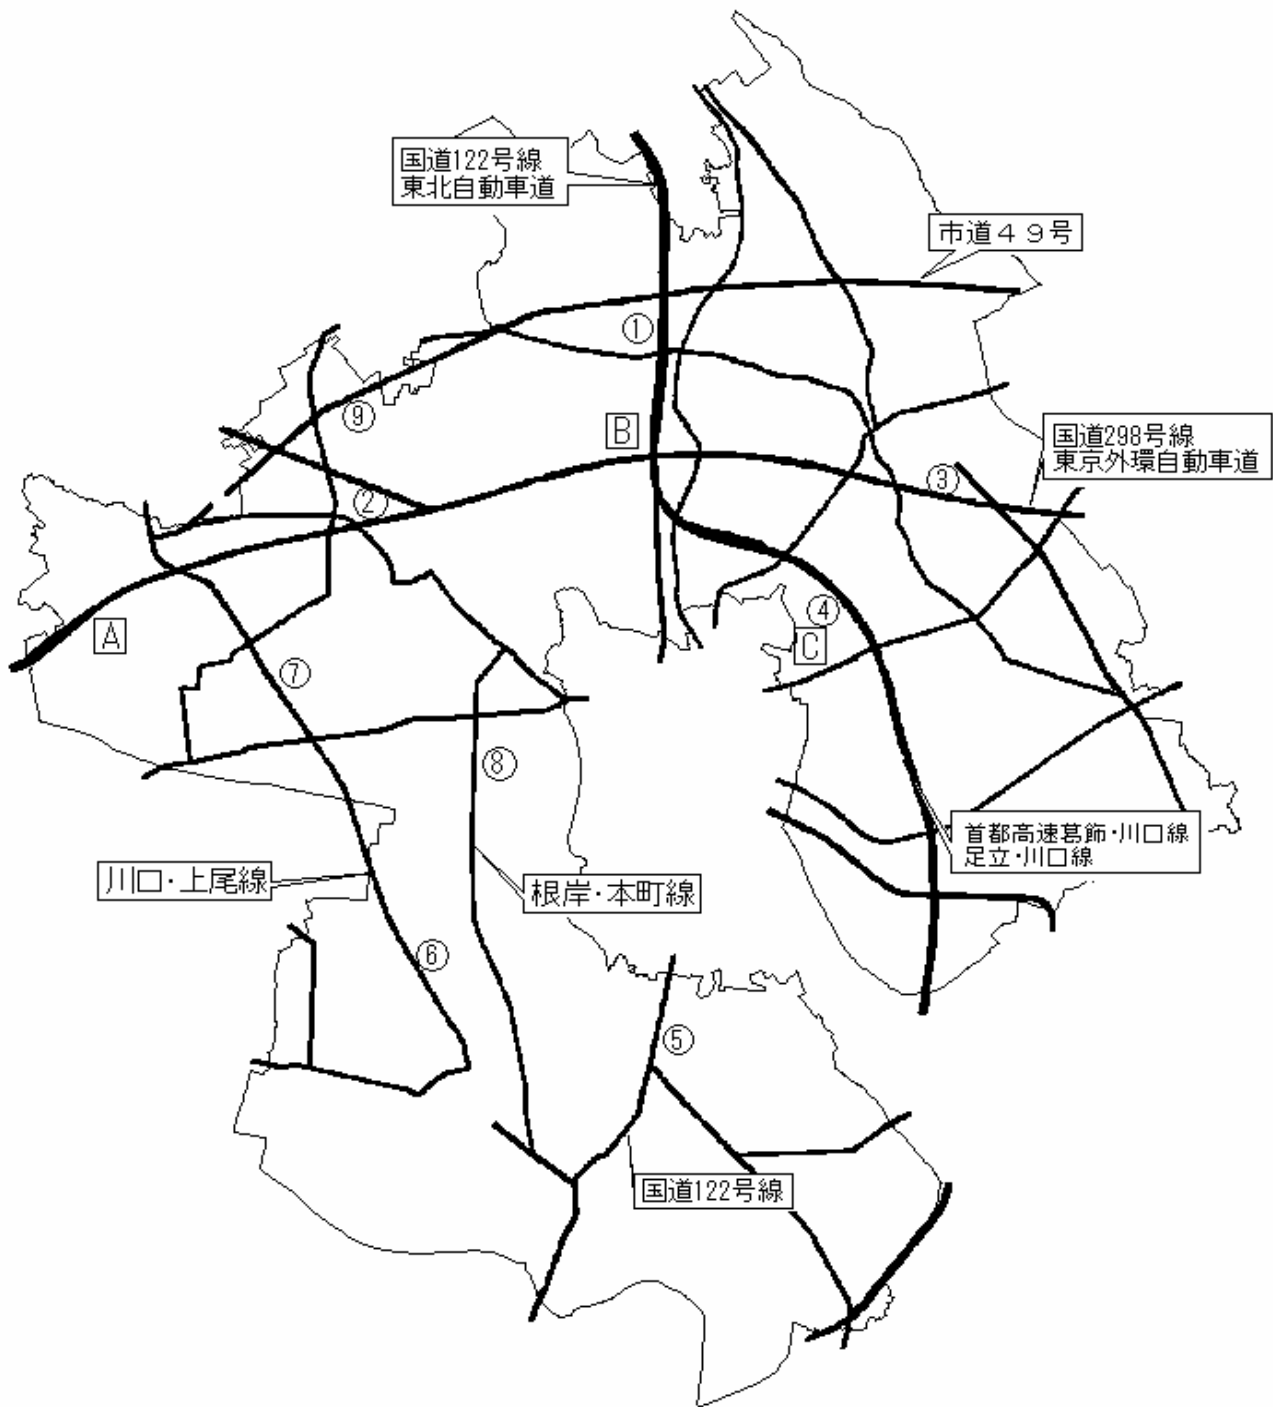 国道122号線
東北自動車道
市道49号
①
⑨
B
国道298号線
東京外環自動車道
③
②
A
④
C
⑦
⑧
首都高速葛飾・川口線
足立・川口線
川口・上尾線
根岸・本町線
⑥
⑤
国道122号線